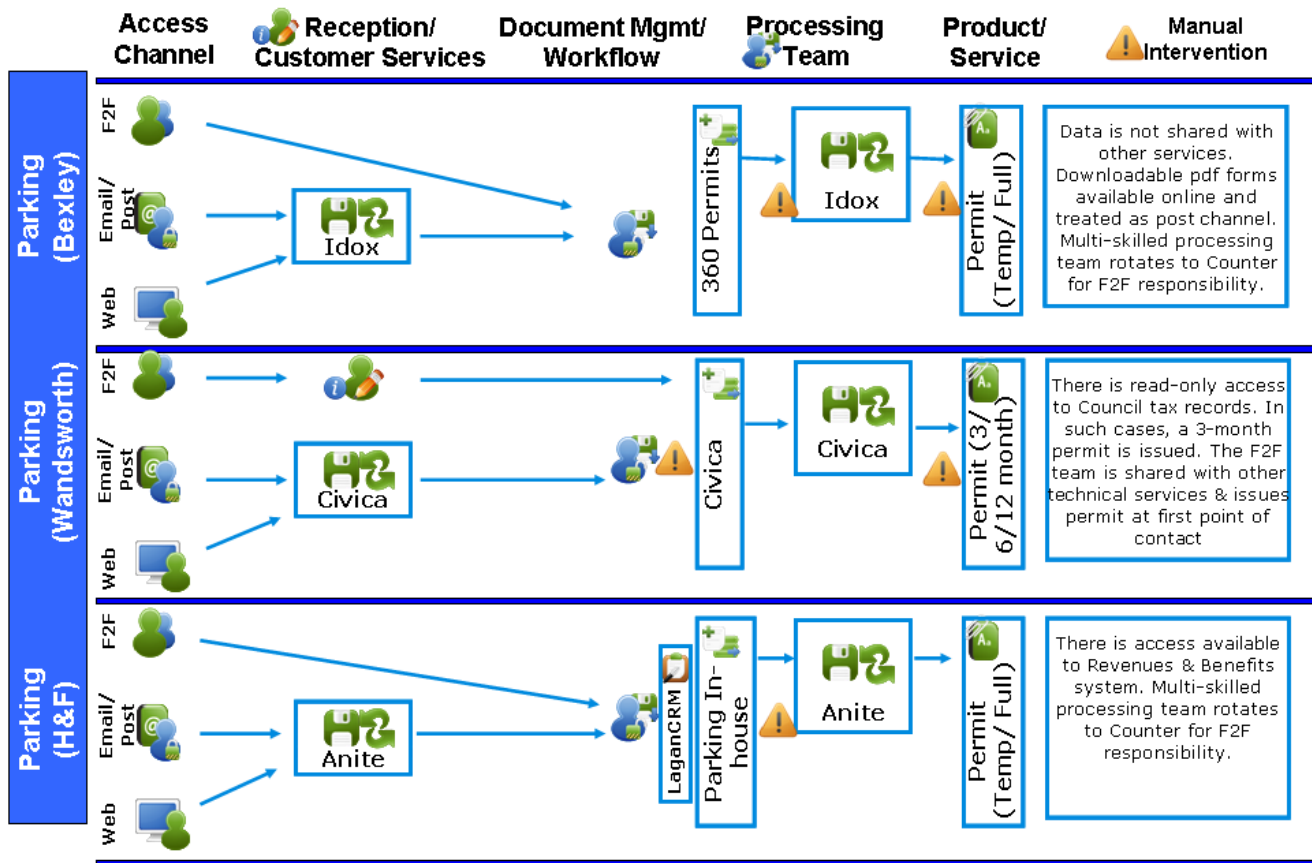 Access
Channel
Reception/
Customer Services
Document Mgmt/
Workflow
Processing
Team
Product/
Service
Manual
Intervention
Parking
(Bexley)
F2F
Email/
Post
Web
Idox
360 Permits
Idox
Permit
(Temp/ Full)
Data is not shared with
other services.
Downloadable pdf forms
available online and
treated as post channel.
Multi-skilled processing
team rotates to Counter
for F2F responsibility.
Parking
(Wandsworth)
F2F
Email/
Post
Web
Civica
Civica
Civica
Permit (3/
6/12 month)
There is read-only access
to Council tax records. In
such cases, a 3-month
permit is issued. The F2F
team is shared with other
technical services & issues
permit at first point of
contact
Parking
(H&F)
F2F
Email/
Post
Web
Anite
LaganCRM
Parking In-
house
Anite
Permit
(Temp/ Full)
There is access available
to Revenues & Benefits
system. Multi-skilled
processing team rotates
to Counter for F2F
responsibility.